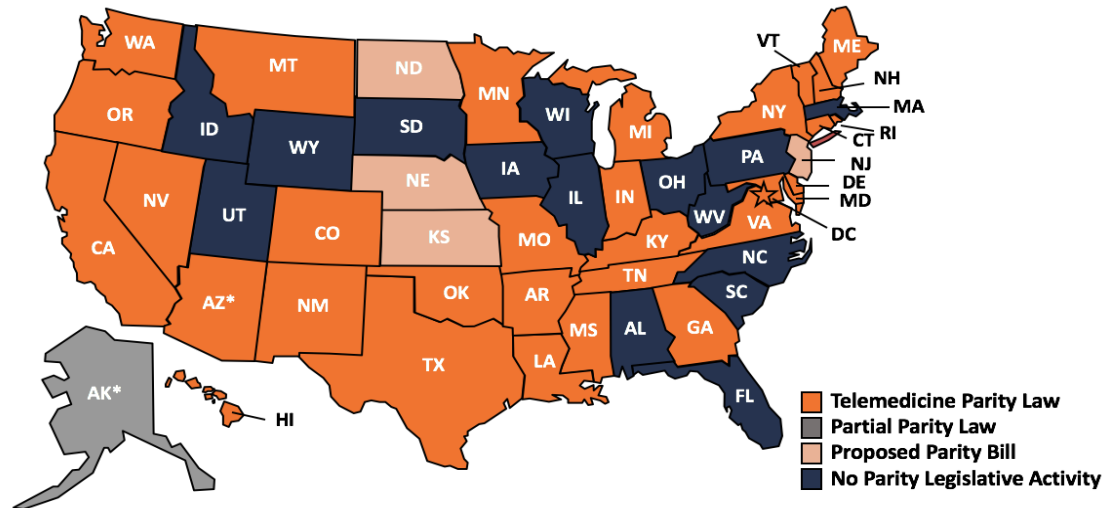 WA
MT
ND
MN
OR
ID
SD
WI
MI
WY
NE
IA
NV
UT
CO
KS
IL
IN
OH
PA
NY
VT
ME
NH
MA
RI
CT
NJ
DE
MD
DC
WV
VA
CA
MO
KY
NC
TN
SC
AZ*
NM
OK
AR
MS
AL
GA
TX
LA
FL
AK*
HI
Telemedicine Parity Law
Partial Parity Law
Proposed Parity Bill
No Parity Legislative Activity